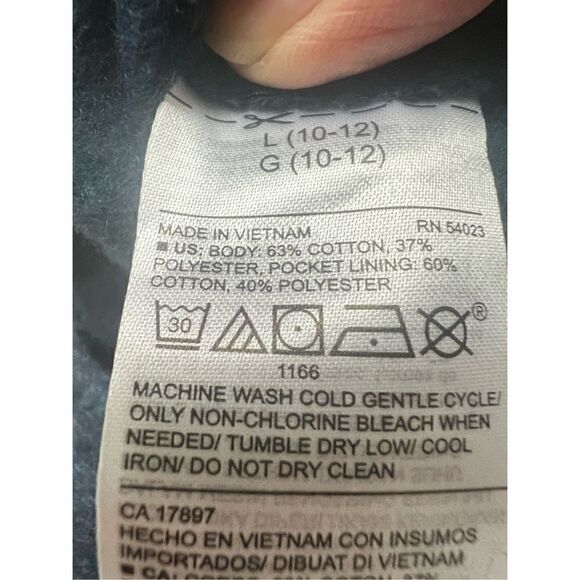 L (10-12)
G (10-12)
MADE IN VIETNAM RN 54023
■ US: BODY: 63% COTTON, 37%
POLYESTER, POCKET LINING: 60%
COTTON, 40% POLYESTER
30
®
1166
MACHINE WASH COLD GENTLE CYCLE/
ONLY NON-CHLORINE BLEACH WHEN
NEEDED/ TUMBLE DRY LOW/ COOL
IRON/ DO NOT DRY CLEAN
CA 17897
HECHO EN VIETNAM CON INSUMOS
IMPORTADOS/ DIBUAT DI VIETNAM